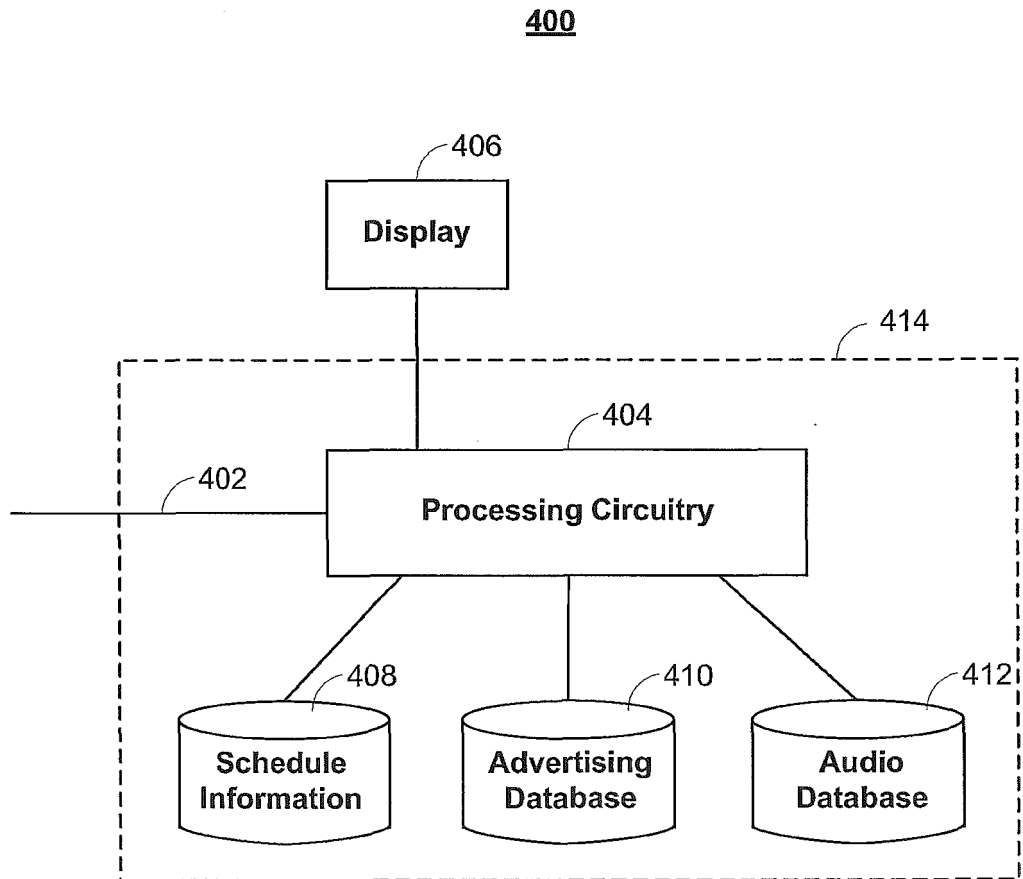 400
406
Display
414
404
402
Processing Circuitry
408
410
412
Schedule
Information
Advertising
Database
Audio
Database